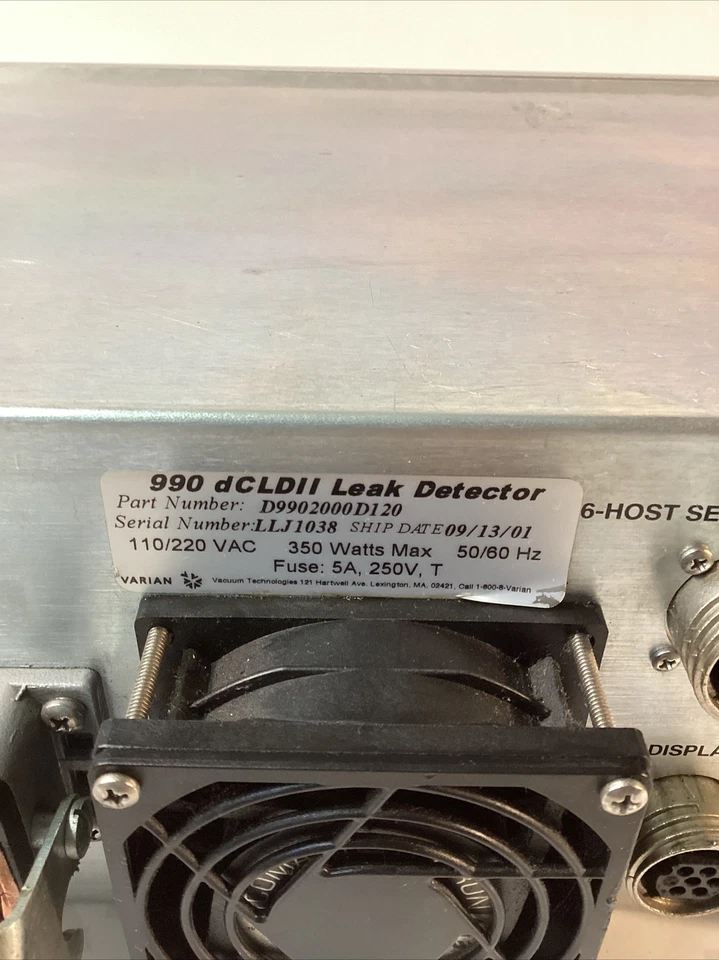 990 dCLDII Leak Detector
Part Number: D9902000D120
Serial Number:LLJ1038 SHIP DATE 09/13/01
110/220 VAC 350 Watts Max 50/60 Hz
Fuse: 5A, 250V, T
VARIAN Vacuum Technologies 121 Hartwell Ave. Lexington, MA, 02421, Call 1-800-8-Varian
6-HOST SE
DISPLA